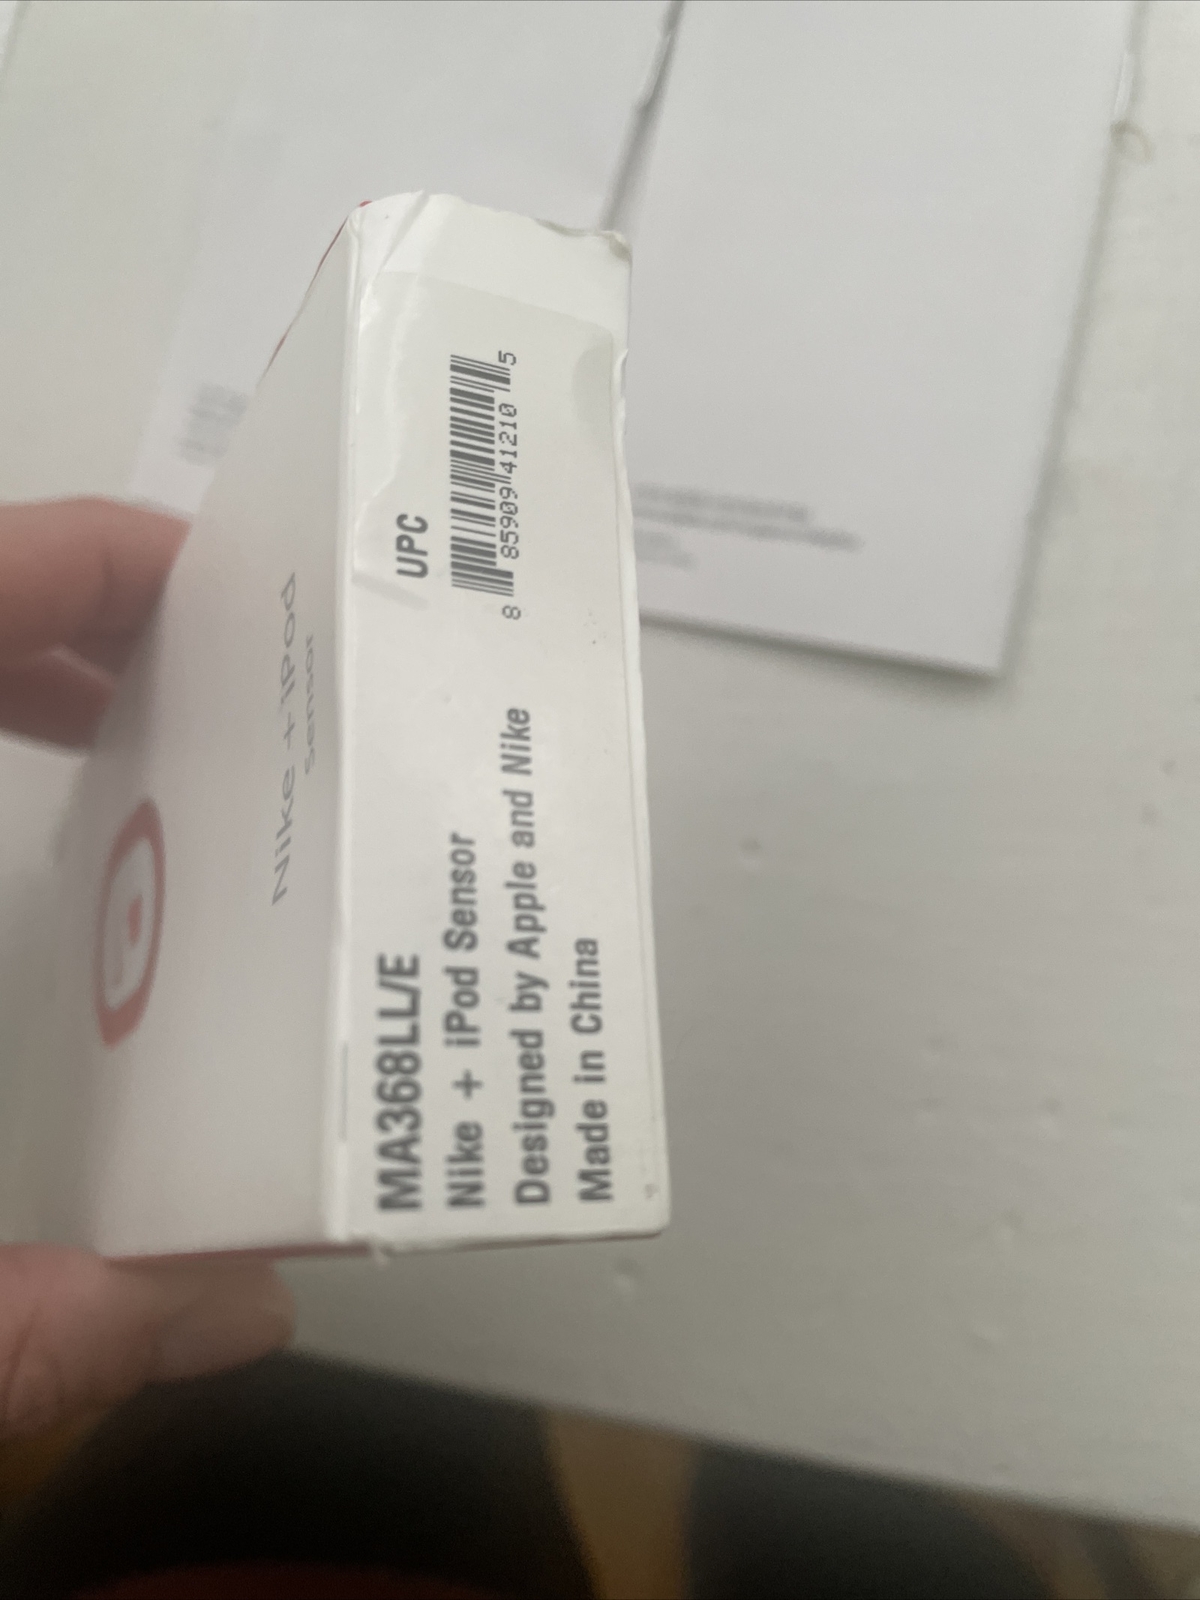 Nike + iPod
Sensor
UPC
8 85909 41210 5
MA368LL/E
Nike + iPod Sensor
Designed by Apple and Nike
Made in China